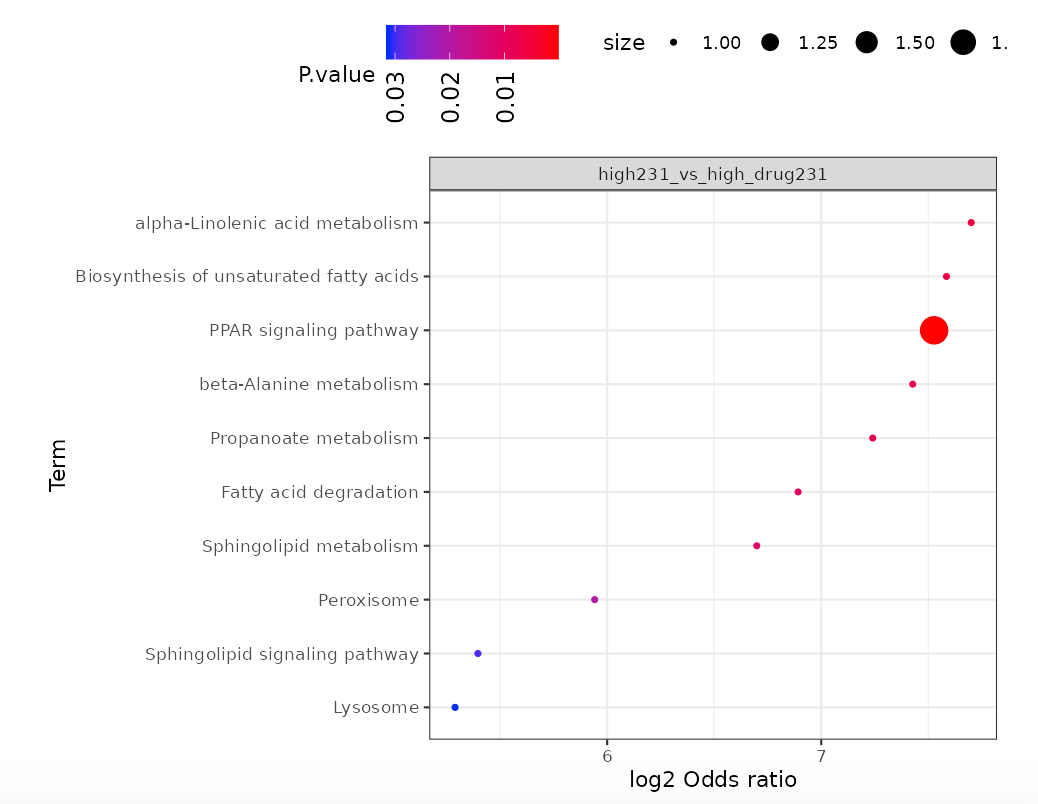 P.value
0.03
0.02
0.01
size
1.00
1.25
1.50
1.
high231_vs_high_drug231
Term
alpha-Linolenic acid metabolism
Biosynthesis of unsaturated fatty acids
PPAR signaling pathway
beta-Alanine metabolism
Propanoate metabolism
Fatty acid degradation
Sphingolipid metabolism
Peroxisome
Sphingolipid signaling pathway
Lysosome
6
7
log2 Odds ratio